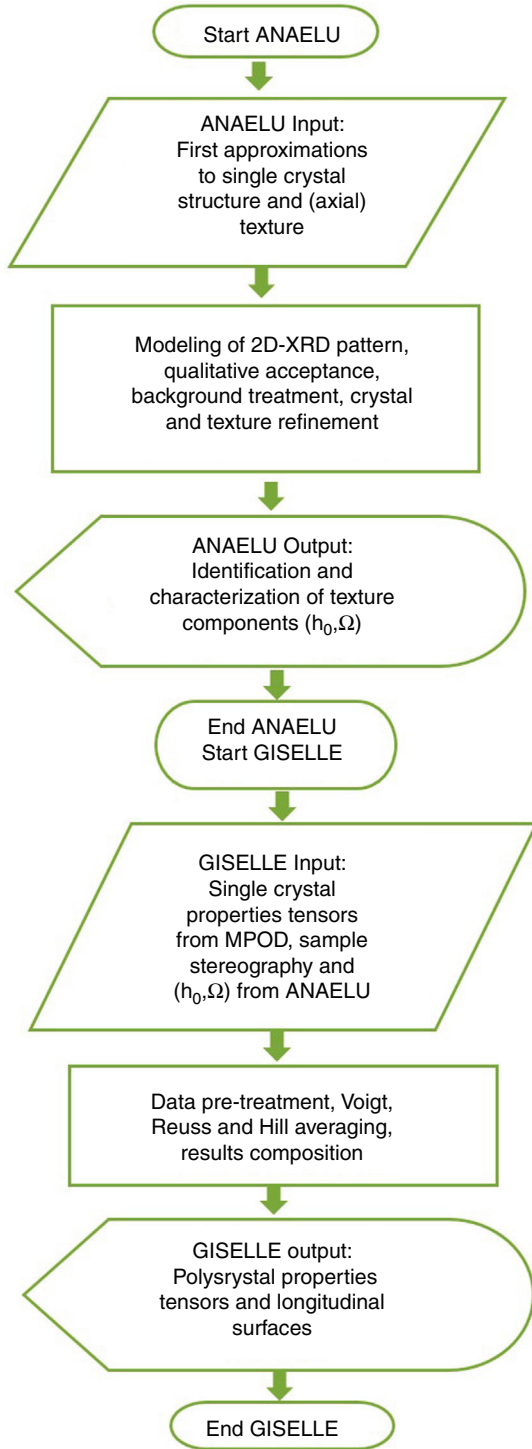 Start ANAELU
ANAELU Input:
First approximations
to single crystal
structure and (axial)
texture
Modeling of 2D-XRD pattern,
qualitative acceptance,
background treatment, crystal
and texture refinement
ANAELU Output:
Identification and
characterization of texture
components (h₀,Ω)
End ANAELU
Start GISELLE
GISELLE Input:
Single crystal
properties tensors
from MPOD, sample
stereography and
(h₀,Ω) from ANAELU
Data pre-treatment, Voigt,
Reuss and Hill averaging,
results composition
GISELLE output:
Polysrystal properties
tensors and longitudinal
surfaces
End GISELLE